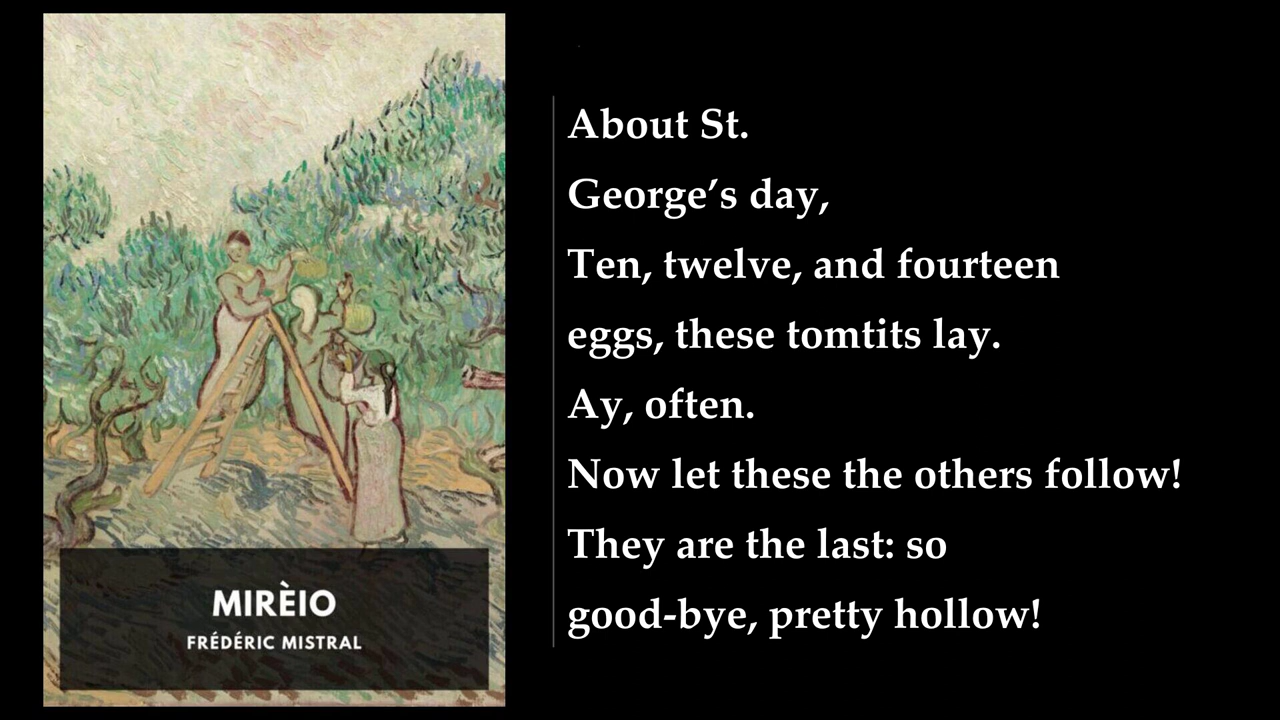 MIRÈIO
FRÉDÉRIC MISTRAL
About St.
George’s day,
Ten, twelve, and fourteen
eggs, these tomtits lay.
Ay, often.
Now let these the others follow!
They are the last: so
good-bye, pretty hollow!